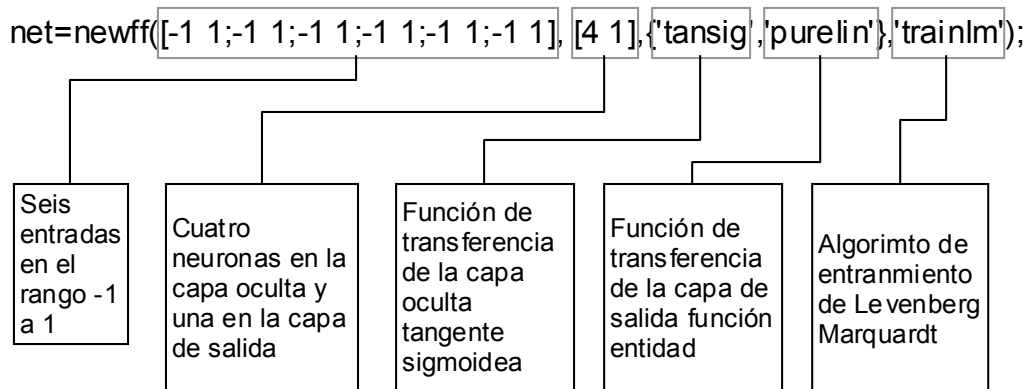 net=newff([-1 1;-1 1;-1 1;-1 1;-1 1;-1 1], [4 1],{'tansig','purelin'},'trainlm');
Seis
entradas
en el
rango -1
a 1
Cuatro
neuronas en la
capa oculta y
una en la capa
de salida
Función de
transferencia
de la capa
oculta
tangente
sigmoidea
Función de
transferencia
de la capa de
salida función
entidad
Algorimto de
entranmiento
de Levenberg
Marquardt